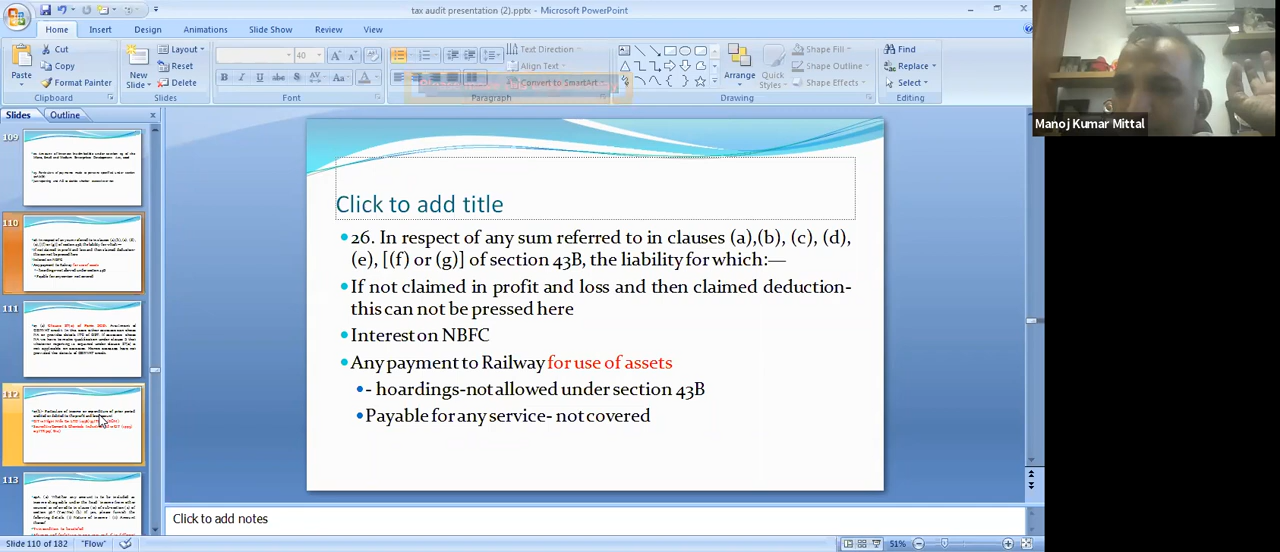 tax audit presentation (2).pptx - Microsoft PowerPoint
Home Insert Design Animations Slide Show Review View
Cut
Copy
Format Painter
Paste
Clipboard
New Slide
Layout
Reset
Delete
Slides
40
Font
Text Direction
Align Text
Convert to SmartArt
Paragraph
Arrange
Quick Styles
Shape Fill
Shape Outline
Shape Effects
Drawing
Find
Replace
Select
Editing
Manoj Kumar Mittal
Slides Outline
109
110
111
112
113
Click to add title
26. In respect of any sum referred to in clauses (a),(b), (c), (d),
(e), [(f) or (g)] of section 43B, the liability for which:—
If not claimed in profit and loss and then claimed deduction-
this can not be pressed here
Interest on NBFC
Any payment to Railway for use of assets
- hoardings-not allowed under section 43B
Payable for any service- not covered
Click to add notes
Slide 110 of 182 "Flow" 51%